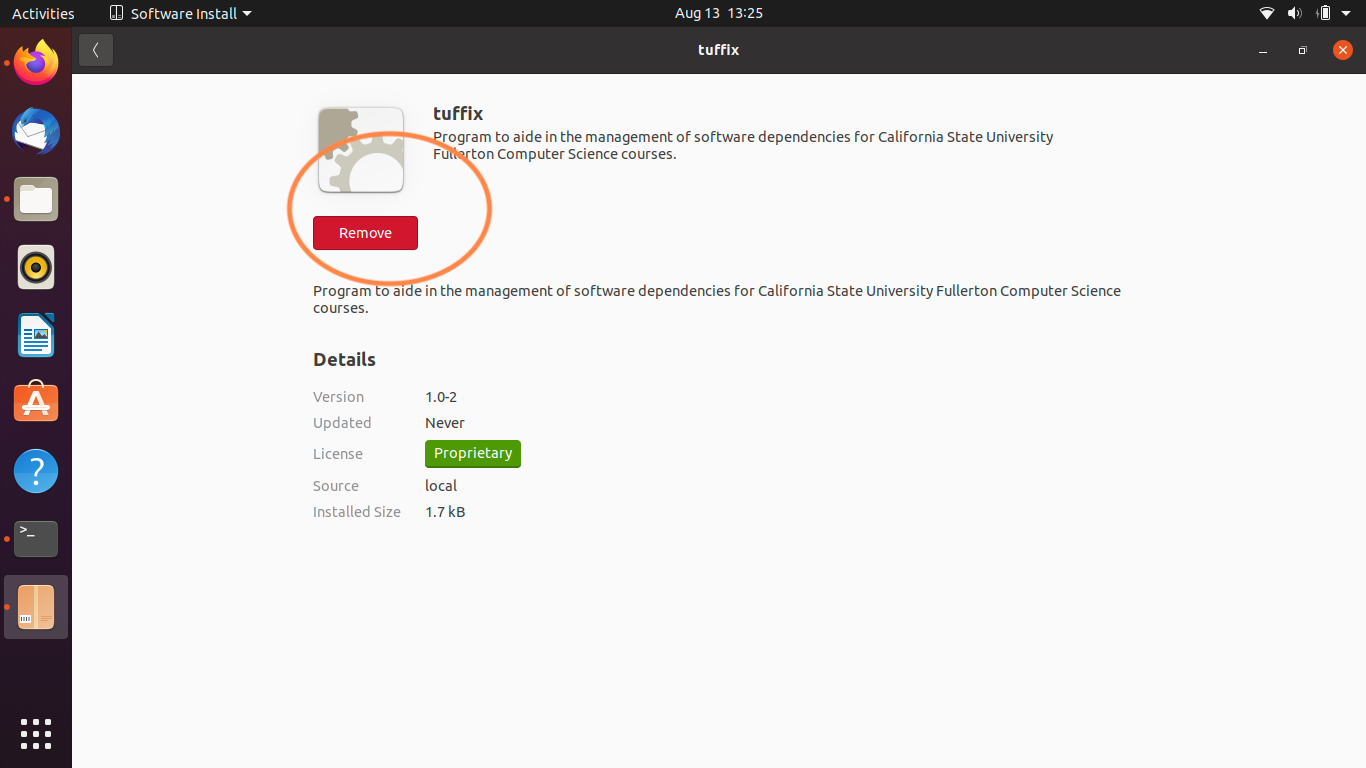 Activities
Software Install
Aug 13 13:25
tuffix
tuffix
Program to aide in the management of software dependencies for California State University
Fullerton Computer Science courses.
Remove
Program to aide in the management of software dependencies for California State University Fullerton Computer Science
courses.
Details
Version 1.0-2
Updated Never
License Proprietary
Source local
Installed Size 1.7 kB